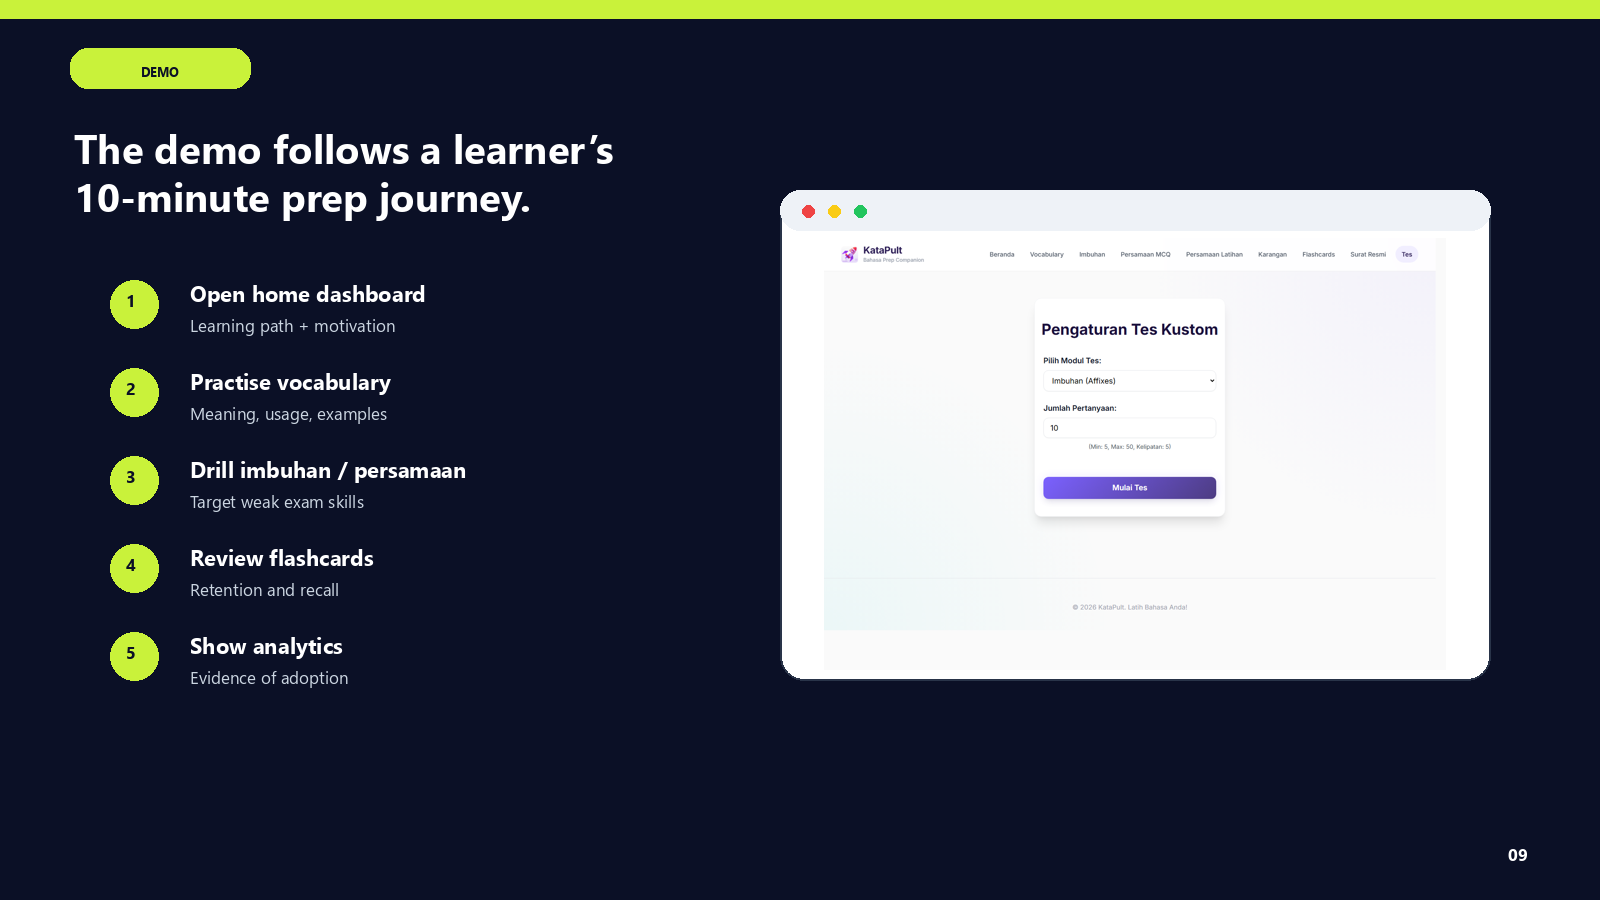 DEMO
The demo follows a learner’s
10-minute prep journey.
1
Open home dashboard
Learning path + motivation
2
Practise vocabulary
Meaning, usage, examples
3
Drill imbuhan / persamaan
Target weak exam skills
4
Review flashcards
Retention and recall
5
Show analytics
Evidence of adoption
KataPult
Bahasa Prep Companion
Beranda Vocabulary Imbuhan Persamaan MCQ Persamaan Latihan Karangan Flashcards Surat Resmi Tes
Pengaturan Tes Kustom
Pilih Modul Tes:
Imbuhan (Affixes)
Jumlah Pertanyaan:
10
(Min: 5, Max: 50, Kelipatan: 5)
Mulai Tes
© 2026 KataPult. Latih Bahasa Anda!
09